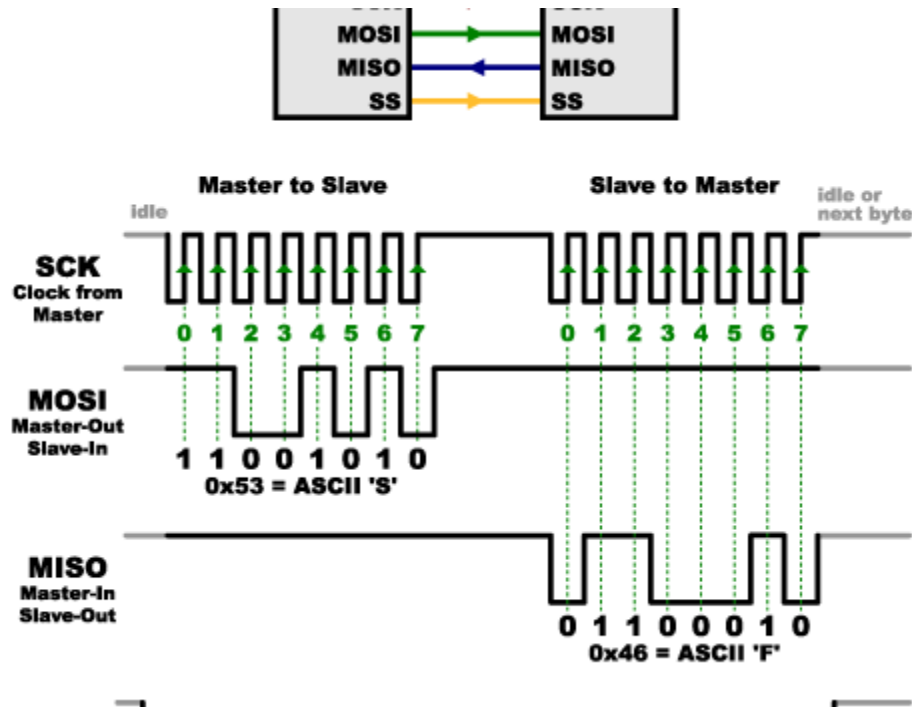 MOSI MOSI
MISO MISO
SS SS
Master to Slave Slave to Master
idle
idle or
next byte
SCK
Clock from
Master
0 1 2 3 4 5 6 7 0 1 2 3 4 5 6 7
MOSI
Master-Out
Slave-In
1 1 0 0 1 0 1 0
0x53 = ASCII 'S'
MISO
Master-In
Slave-Out
0 1 1 0 0 0 1 0
0x46 = ASCII 'F'